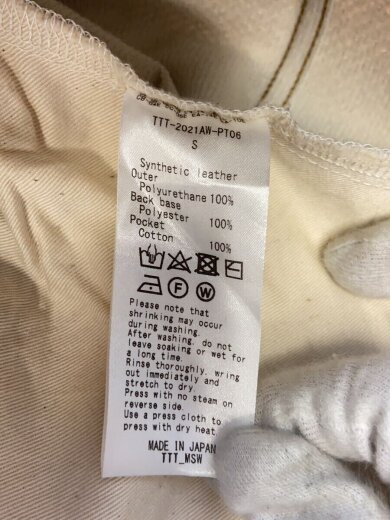 TTT-2021AW-PT06
S
Synthetic leather
Outer
Polyurethane 100%
Back base
Polyester 100%
Pocket
Cotton 100%
F W
Please note that
shrinking may occur
during washing.
After washing, do not
leave soaking or wet for
a long time.
Rinse thoroughly, wring
out immediately and
stretch to dry.
Press with no steam on
reverse side.
Use a press cloth to
press with dry heat.
MADE IN JAPAN
TTT_MSW